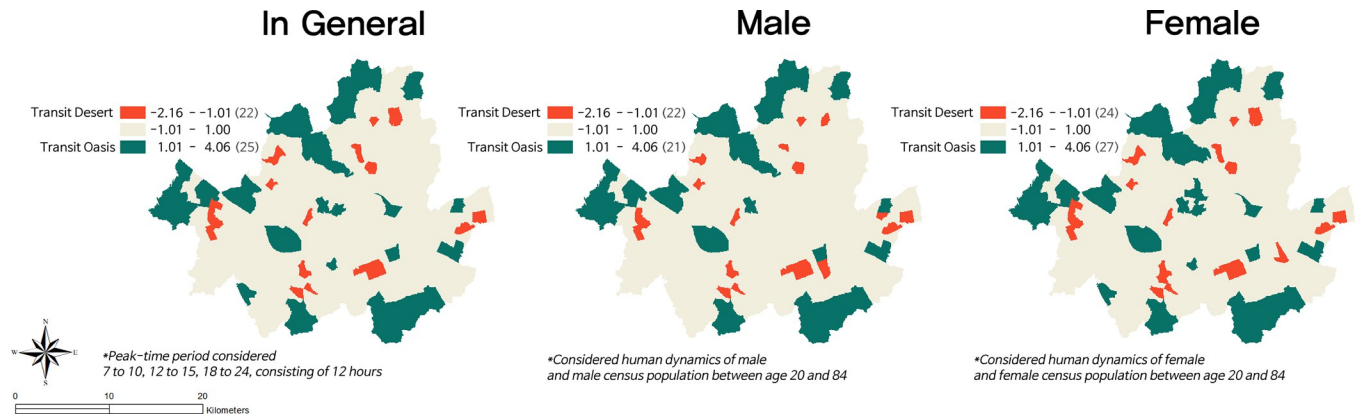 In General
Male
Female
Transit Desert -2.16 - -1.01 (22)
-1.01 - 1.00
Transit Oasis 1.01 - 4.06 (25)
Transit Desert -2.16 - -1.01 (22)
-1.01 - 1.00
Transit Oasis 1.01 - 4.06 (21)
Transit Desert -2.16 - -1.01 (24)
-1.01 - 1.00
Transit Oasis 1.01 - 4.06 (27)
N
W E
S
*Peak-time period considered
7 to 10, 12 to 15, 18 to 24, consisting of 12 hours
*Considered human dynamics of male
and male census population between age 20 and 84
*Considered human dynamics of female
and female census population between age 20 and 84
0 10 20
Kilometers